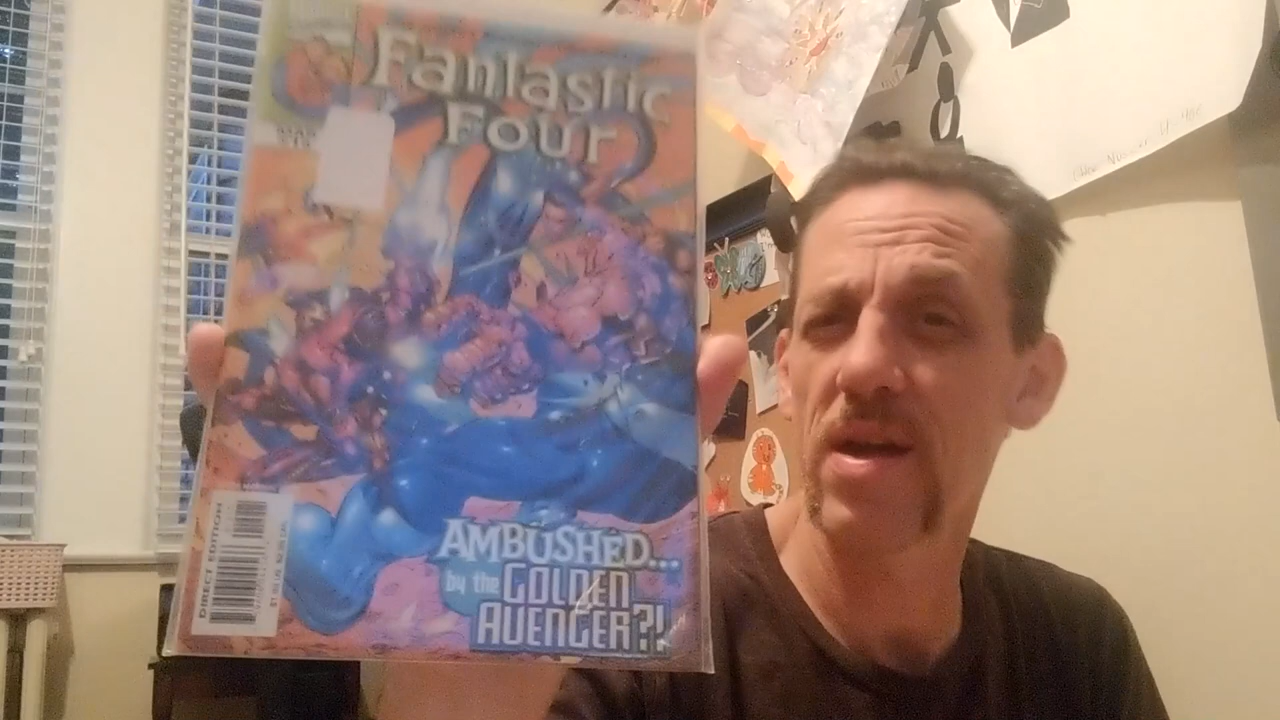 Fantastic
Four
AMBUSHED...
by the GOLDEN
AVENGER?!
DIRECT EDITION